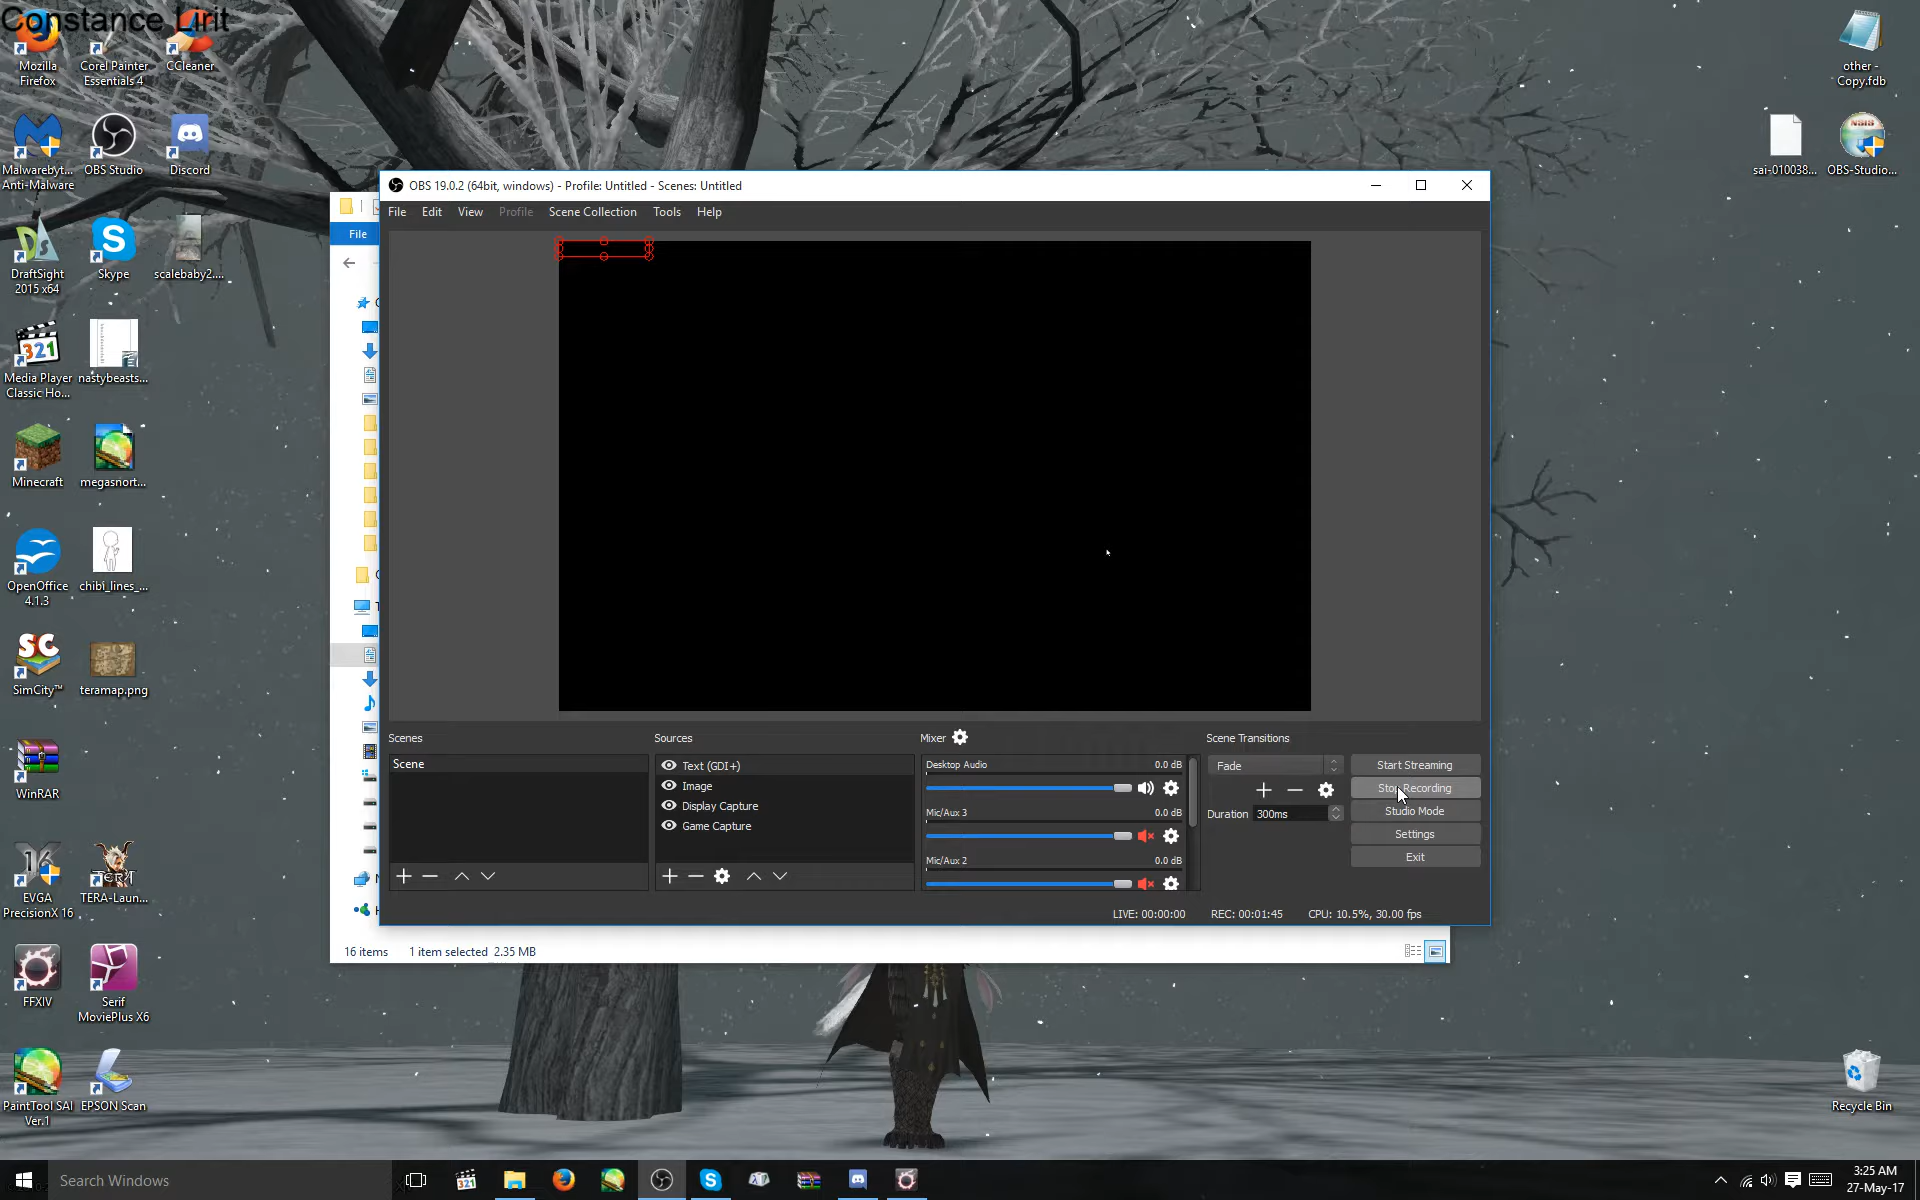 Constance Lirit
Mozilla
Firefox
Corel Painter
Essentials 4
CCleaner
other -
Copy.fdb
Malwarebyt...
Anti-Malware
OBS Studio
Discord
sai-010038...
OBS-Studio...
DraftSight
2015 x64
Skype
scalebaby2....
Media Player
Classic Ho...
nastybeasts...
Minecraft
megasnort...
OpenOffice
4.1.3
chibi_lines_...
SimCity™
teramap.png
WinRAR
EVGA
PrecisionX 16
TERA-Laun...
FFXIV
Serif
MoviePlus X6
PaintTool SAI
Ver.1
EPSON Scan
Recycle Bin
File
OBS 19.0.2 (64bit, windows) - Profile: Untitled - Scenes: Untitled
File Edit View Profile Scene Collection Tools Help
Scenes
Scene
Sources
Text (GDI+)
Image
Display Capture
Game Capture
Mixer
Desktop Audio 0.0 dB
Mic/Aux 3 0.0 dB
Mic/Aux 2 0.0 dB
Scene Transitions
Fade
Duration 300ms
Start Streaming
Stop Recording
Studio Mode
Settings
Exit
LIVE: 00:00:00 REC: 00:01:45 CPU: 10.5%, 30.00 fps
16 items 1 item selected 2.35 MB
Search Windows
3:25 AM
27-May-17